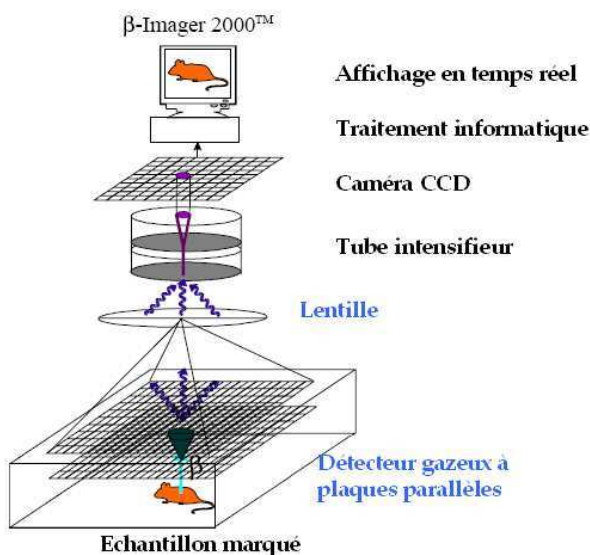 β-Imager 2000™
Affichage en temps réel
Traitement informatique
Caméra CCD
Tube intensifieur
Lentille
β
Détecteur gazeux à
plaques parallèles
Echantillon marqué